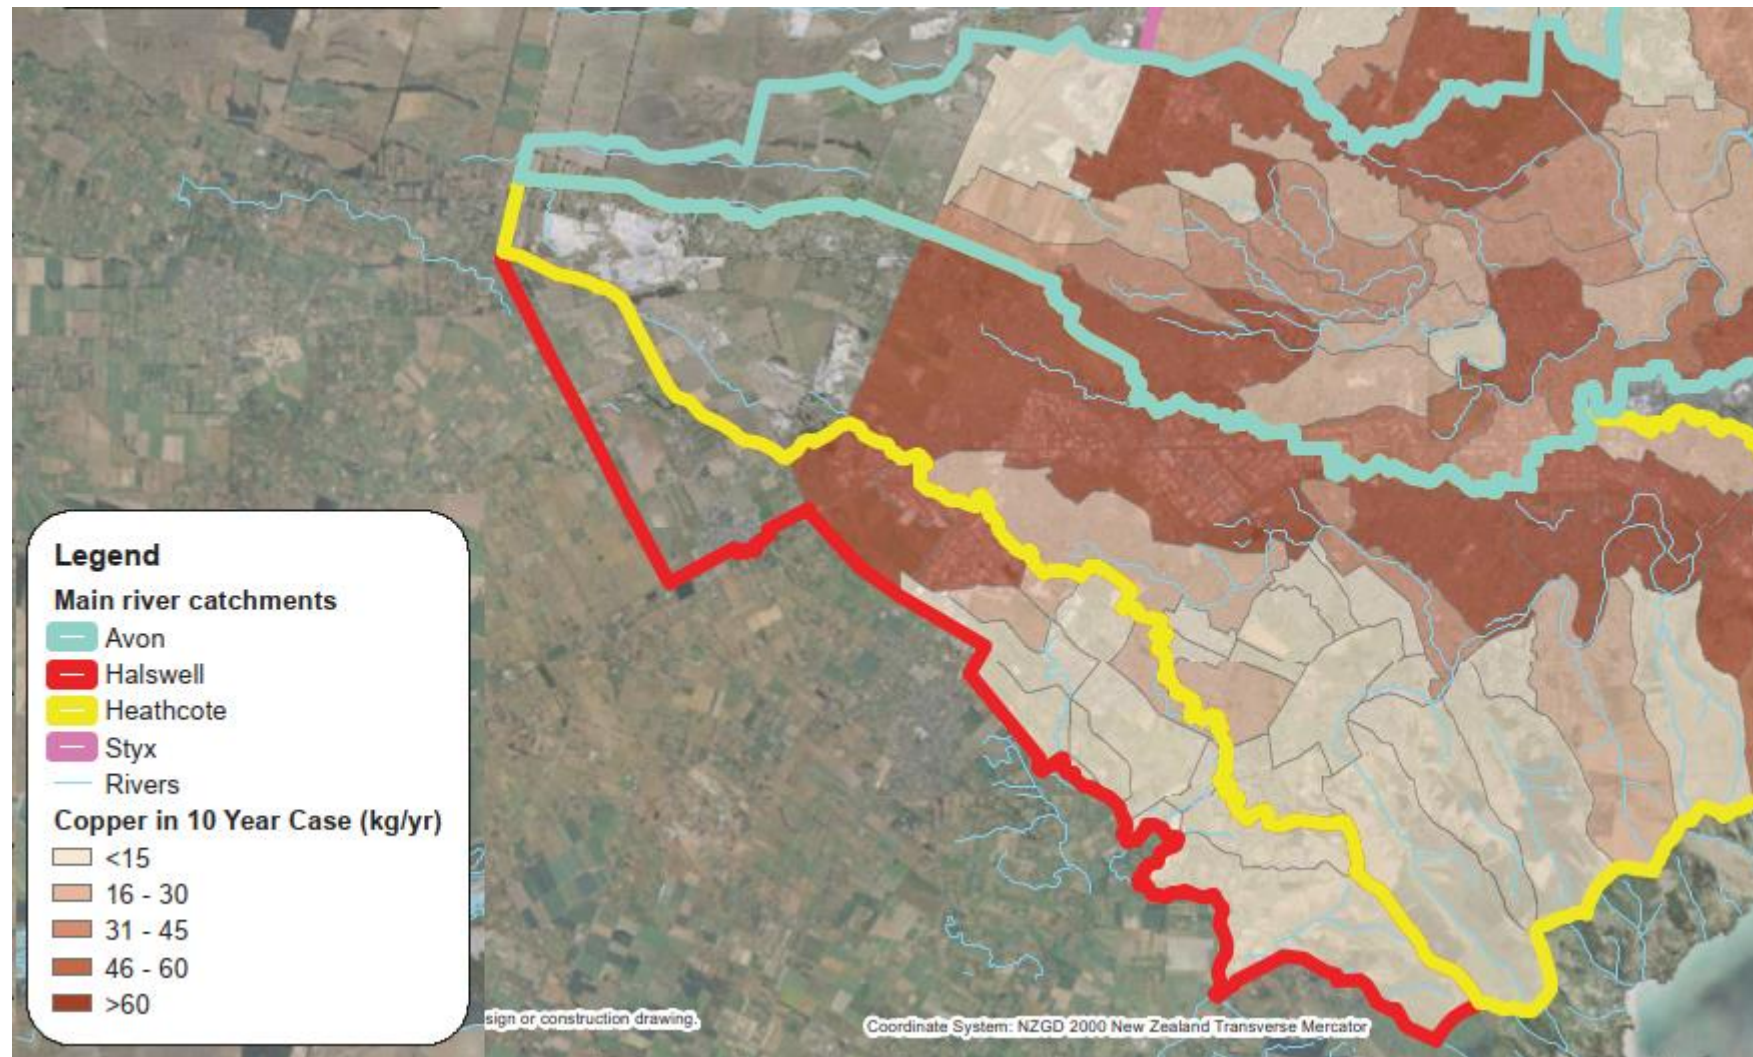 Legend
Main river catchments
Avon
Halswell
Heathcote
Styx
Rivers
Copper in 10 Year Case (kg/yr)
<15
16 - 30
31 - 45
46 - 60
>60
sign or construction drawing.
Coordinate System: NZGD 2000 New Zealand Transverse Mercator